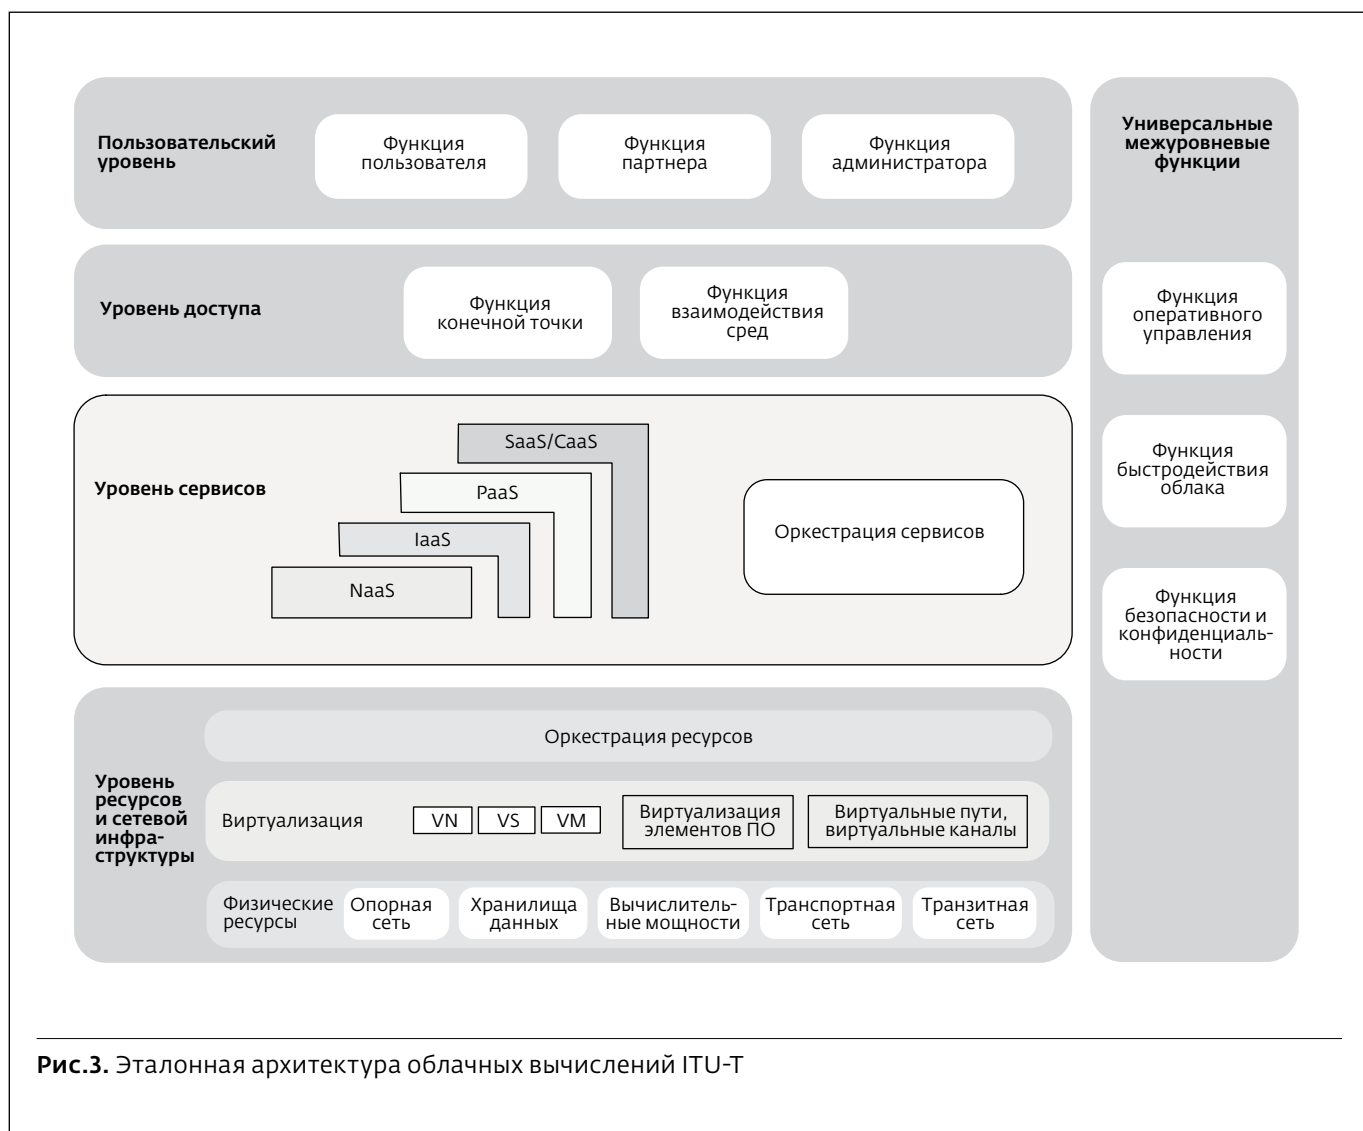 Пользовательский
уровень
Функция
пользователя
Функция
партнера
Функция
администратора
Универсальные
межуровневые
функции
Уровень доступа
Функция
конечной точки
Функция
взаимодействия
сред
Функция
оперативного
управления
Уровень сервисов
SaaS/CaaS
PaaS
IaaS
NaaS
Оркестрация сервисов
Функция
быстродействия
облака
Функция
безопасности и
конфиденциаль-
ности
Уровень
ресурсов
и сетевой
инфра-
структуры
Оркестрация ресурсов
Виртуализация
VN
VS
VM
Виртуализация
элементов ПО
Виртуальные пути,
виртуальные каналы
Физические
ресурсы
Опорная
сеть
Хранилища
данных
Вычислитель-
ные мощности
Транспортная
сеть
Транзитная
сеть
Рис.3. Эталонная архитектура облачных вычислений ITU-T